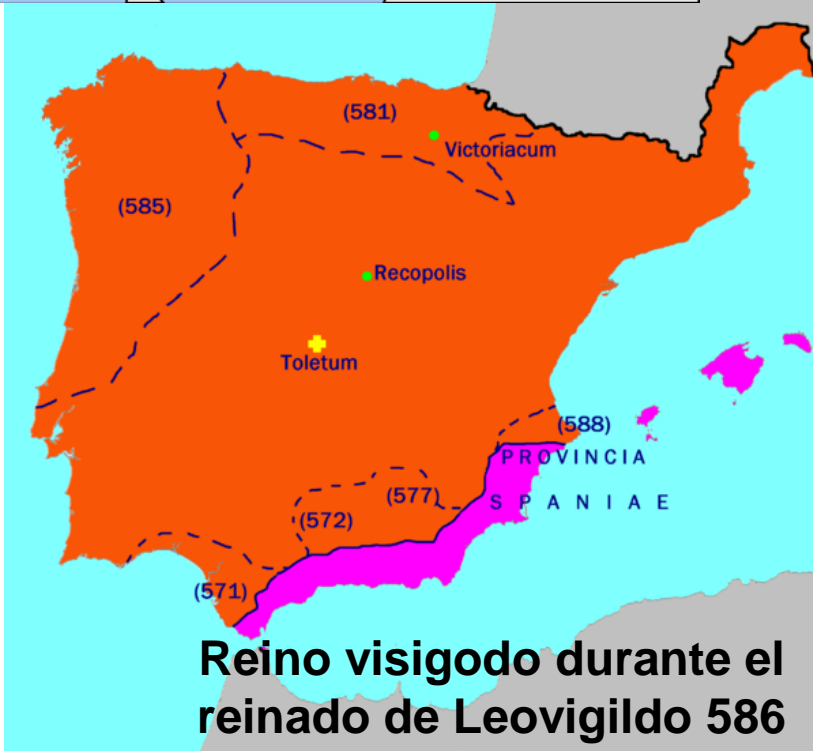 (581)
Victoriacum
(585)
Recopolis
Toletum
(588)
PROVINCIA
SPANIAE
(577)
(572)
(571)
Reino visigodo durante el
reinado de Leovigildo 586